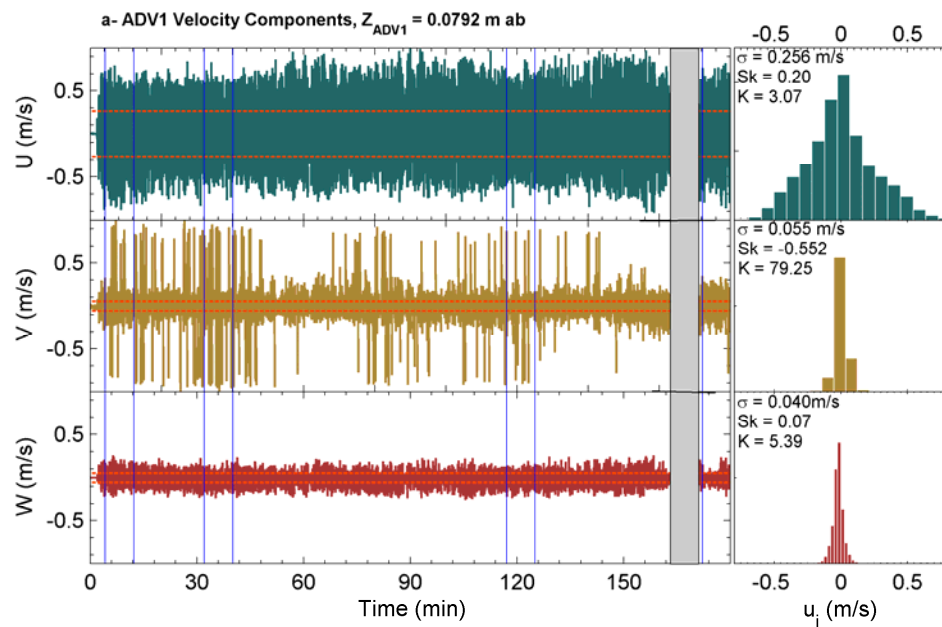 a- ADV1 Velocity Components, Z_ADV1 = 0.0792 m ab
-0.5 0 0.5
U (m/s)
0.5
-0.5
σ = 0.256 m/s
Sk = 0.20
K = 3.07
V (m/s)
0.5
-0.5
σ = 0.055 m/s
Sk = -0.552
K = 79.25
W (m/s)
0.5
-0.5
σ = 0.040m/s
Sk = 0.07
K = 5.39
0 30 60 90 120 150
Time (min)
-0.5 0 0.5
u_i (m/s)